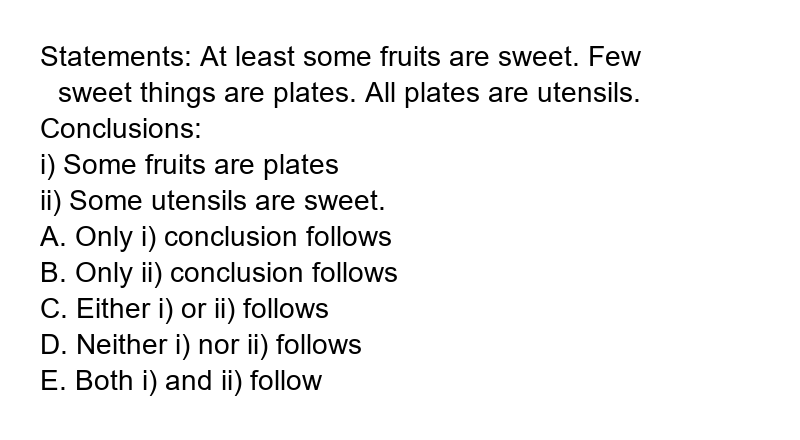 Statements: At least some fruits are sweet. Few
sweet things are plates. All plates are utensils.
Conclusions:
i) Some fruits are plates
ii) Some utensils are sweet.
A. Only i) conclusion follows
B. Only ii) conclusion follows
C. Either i) or ii) follows
D. Neither i) nor ii) follows
E. Both i) and ii) follow